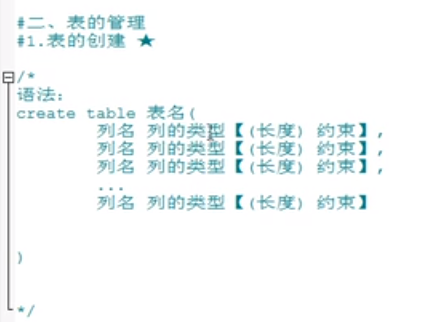 #二、表的管理
#1.表的创建 ★
/*
语法：
create table 表名(
列名 列的类型【(长度) 约束】,
列名 列的类型【(长度) 约束】,
列名 列的类型【(长度) 约束】,
...
列名 列的类型【(长度) 约束】
)
*/